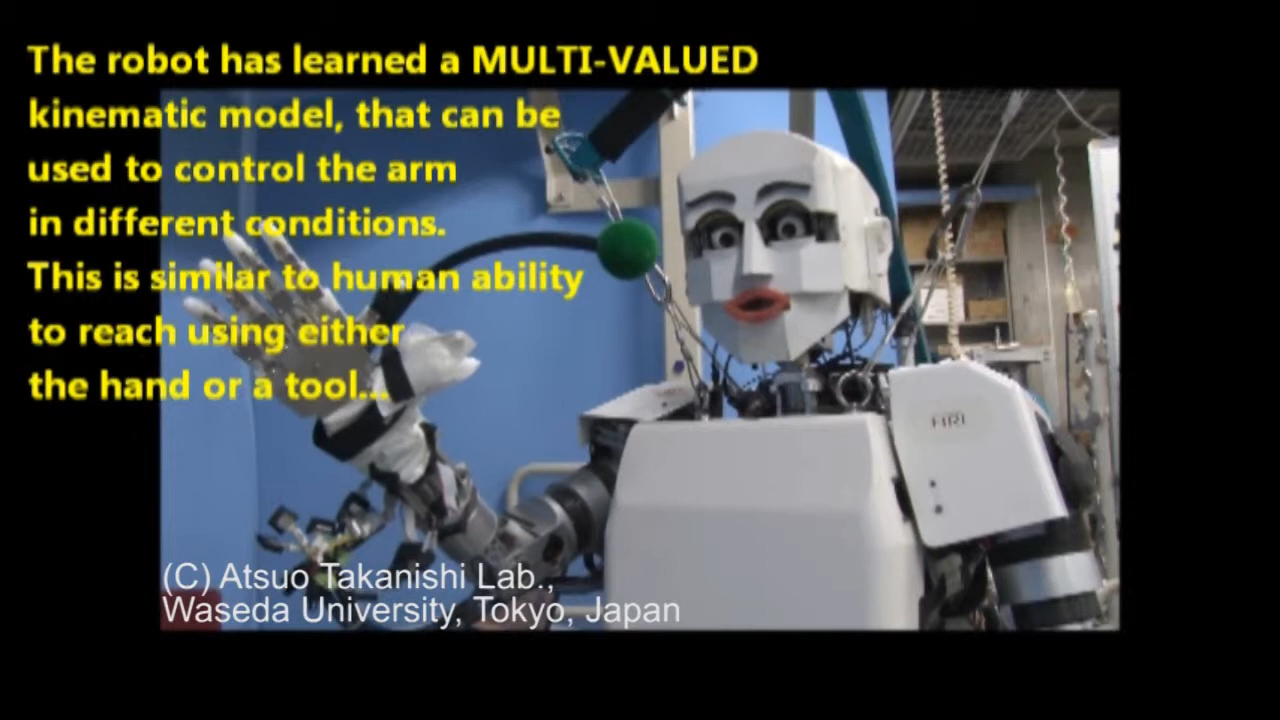 The robot has learned a MULTI-VALUED
kinematic model, that can be
used to control the arm
in different conditions.
This is similar to human ability
to reach using either
the hand or a tool...
(C) Atsuo Takanishi Lab.,
Waseda University, Tokyo, Japan